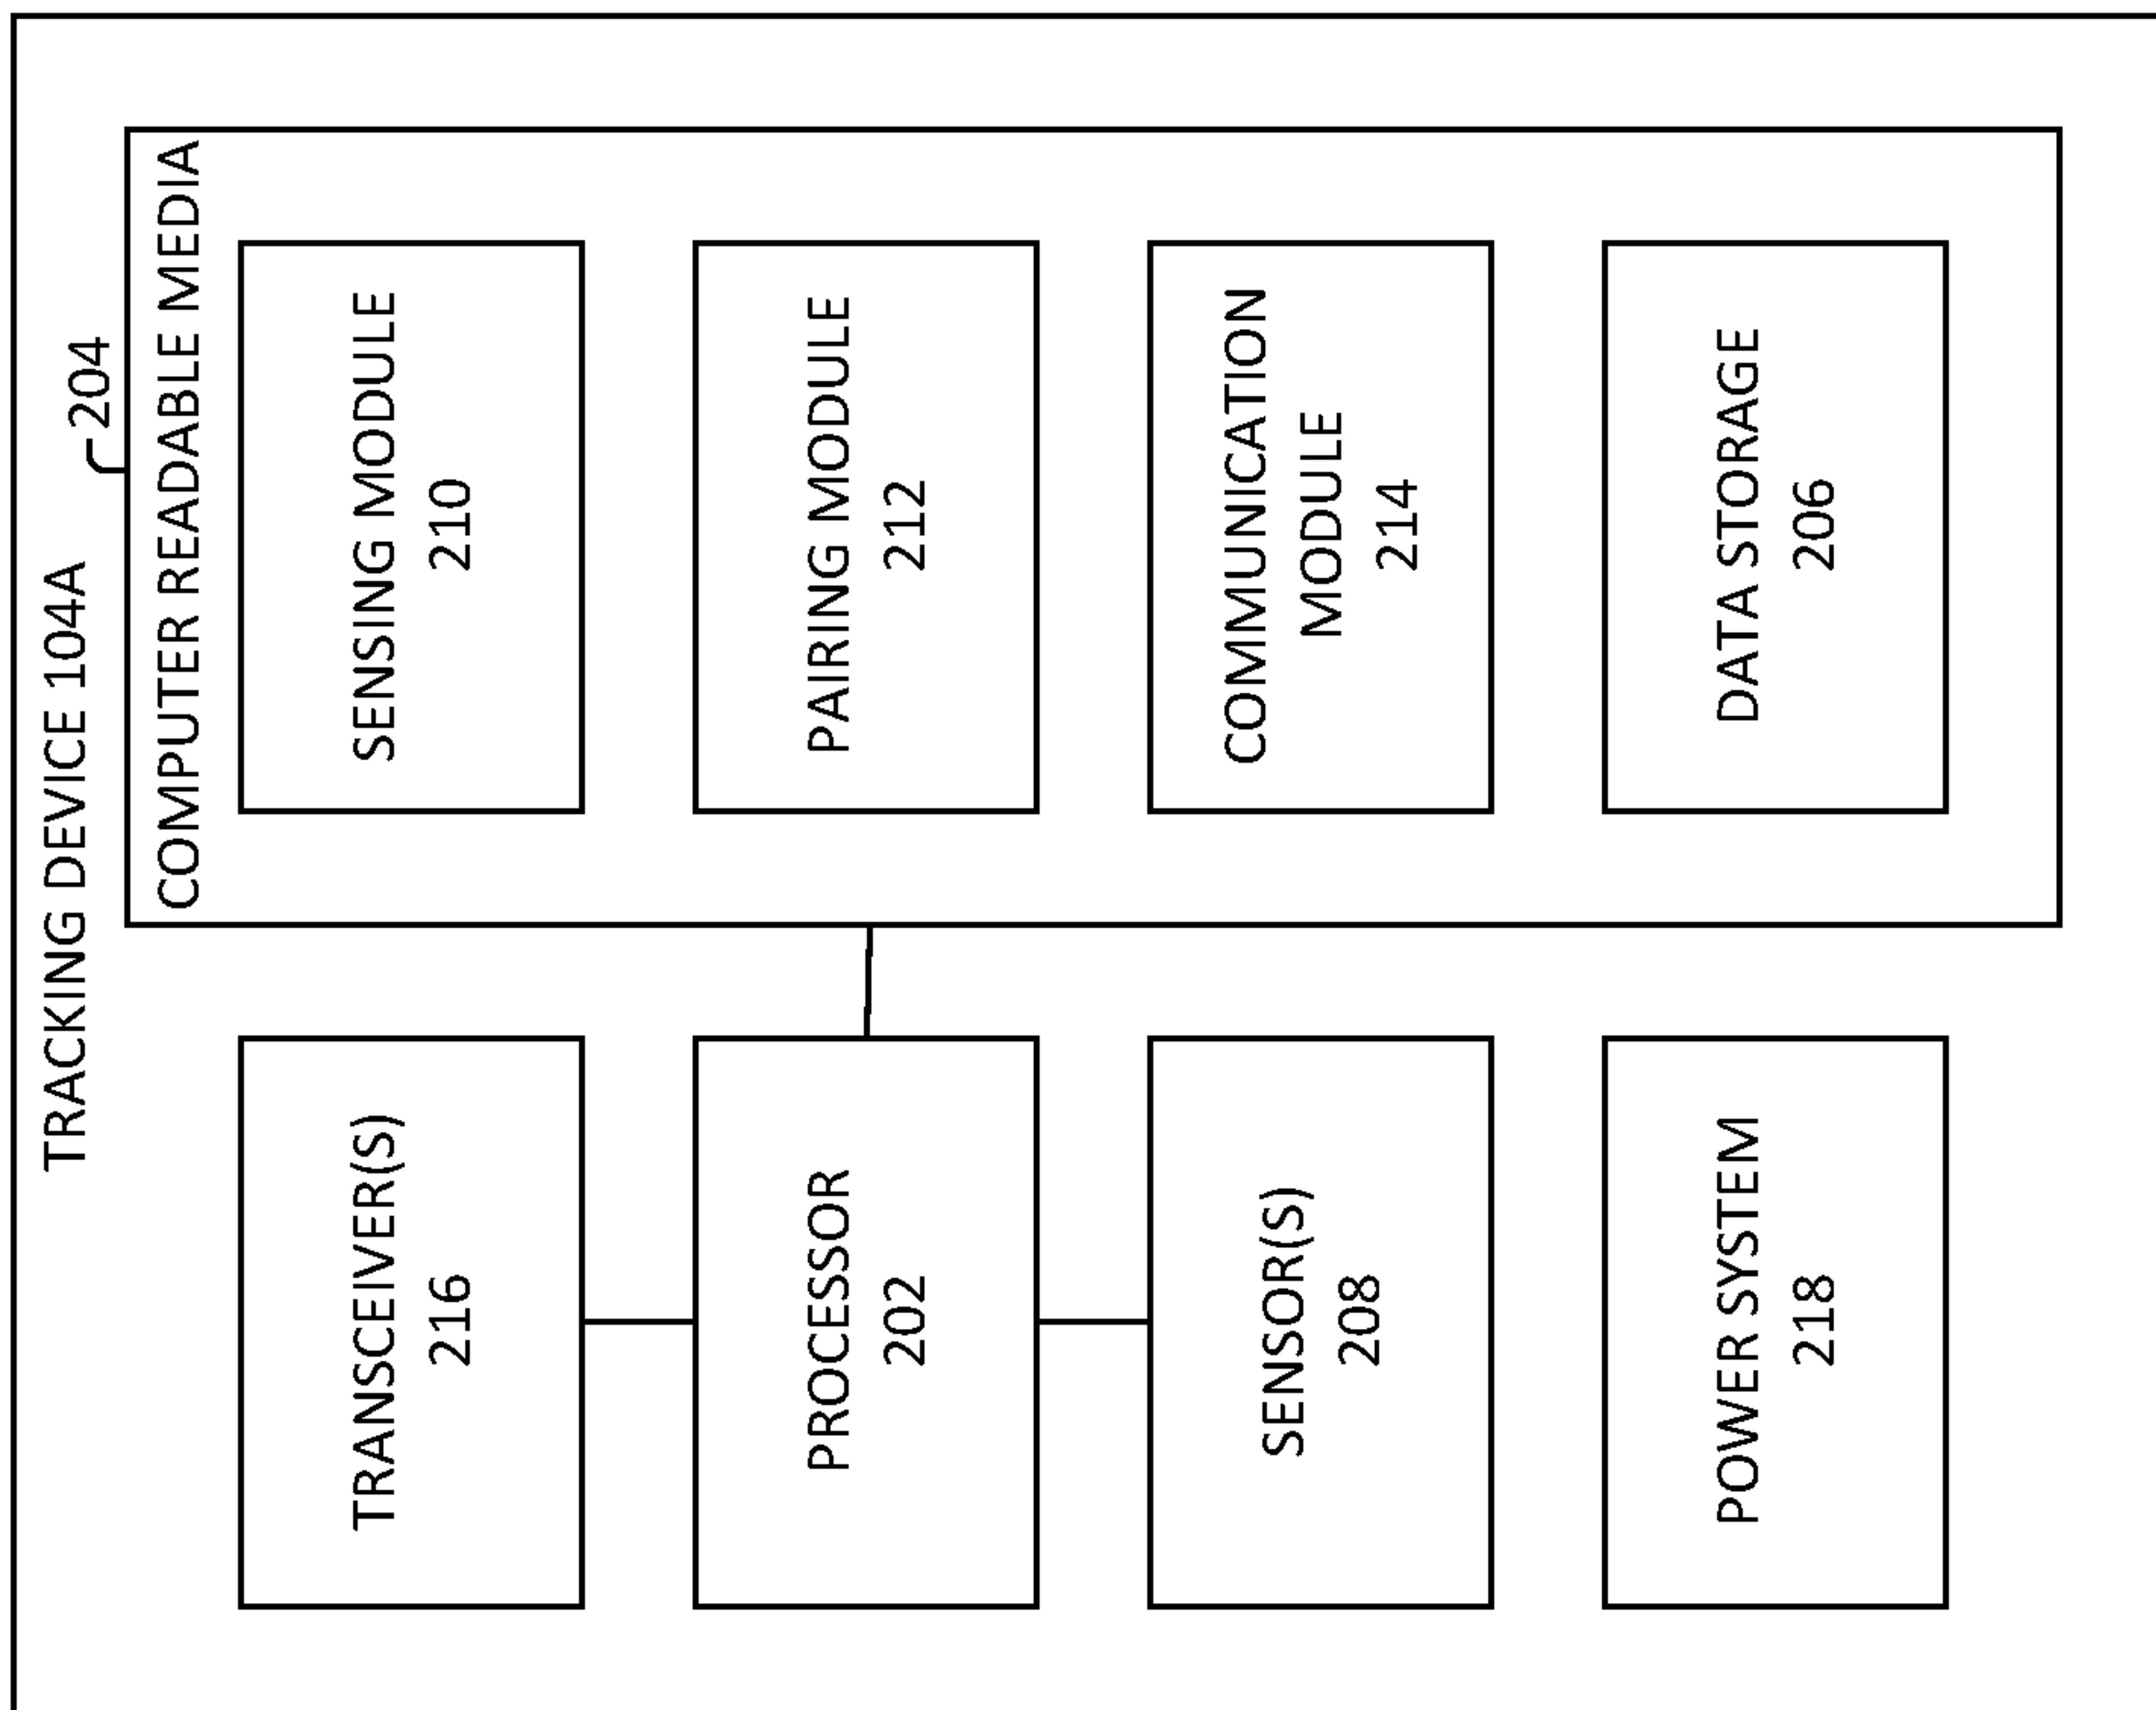 TRACKING DEVICE 104A
204
COMPUTER READABLE MEDIA
TRANSCEIVER(S)
216
SENSING MODULE
210
PROCESSOR
202
PAIRING MODULE
212
SENSOR(S)
208
COMMUNICATION
MODULE
214
POWER SYSTEM
218
DATA STORAGE
206